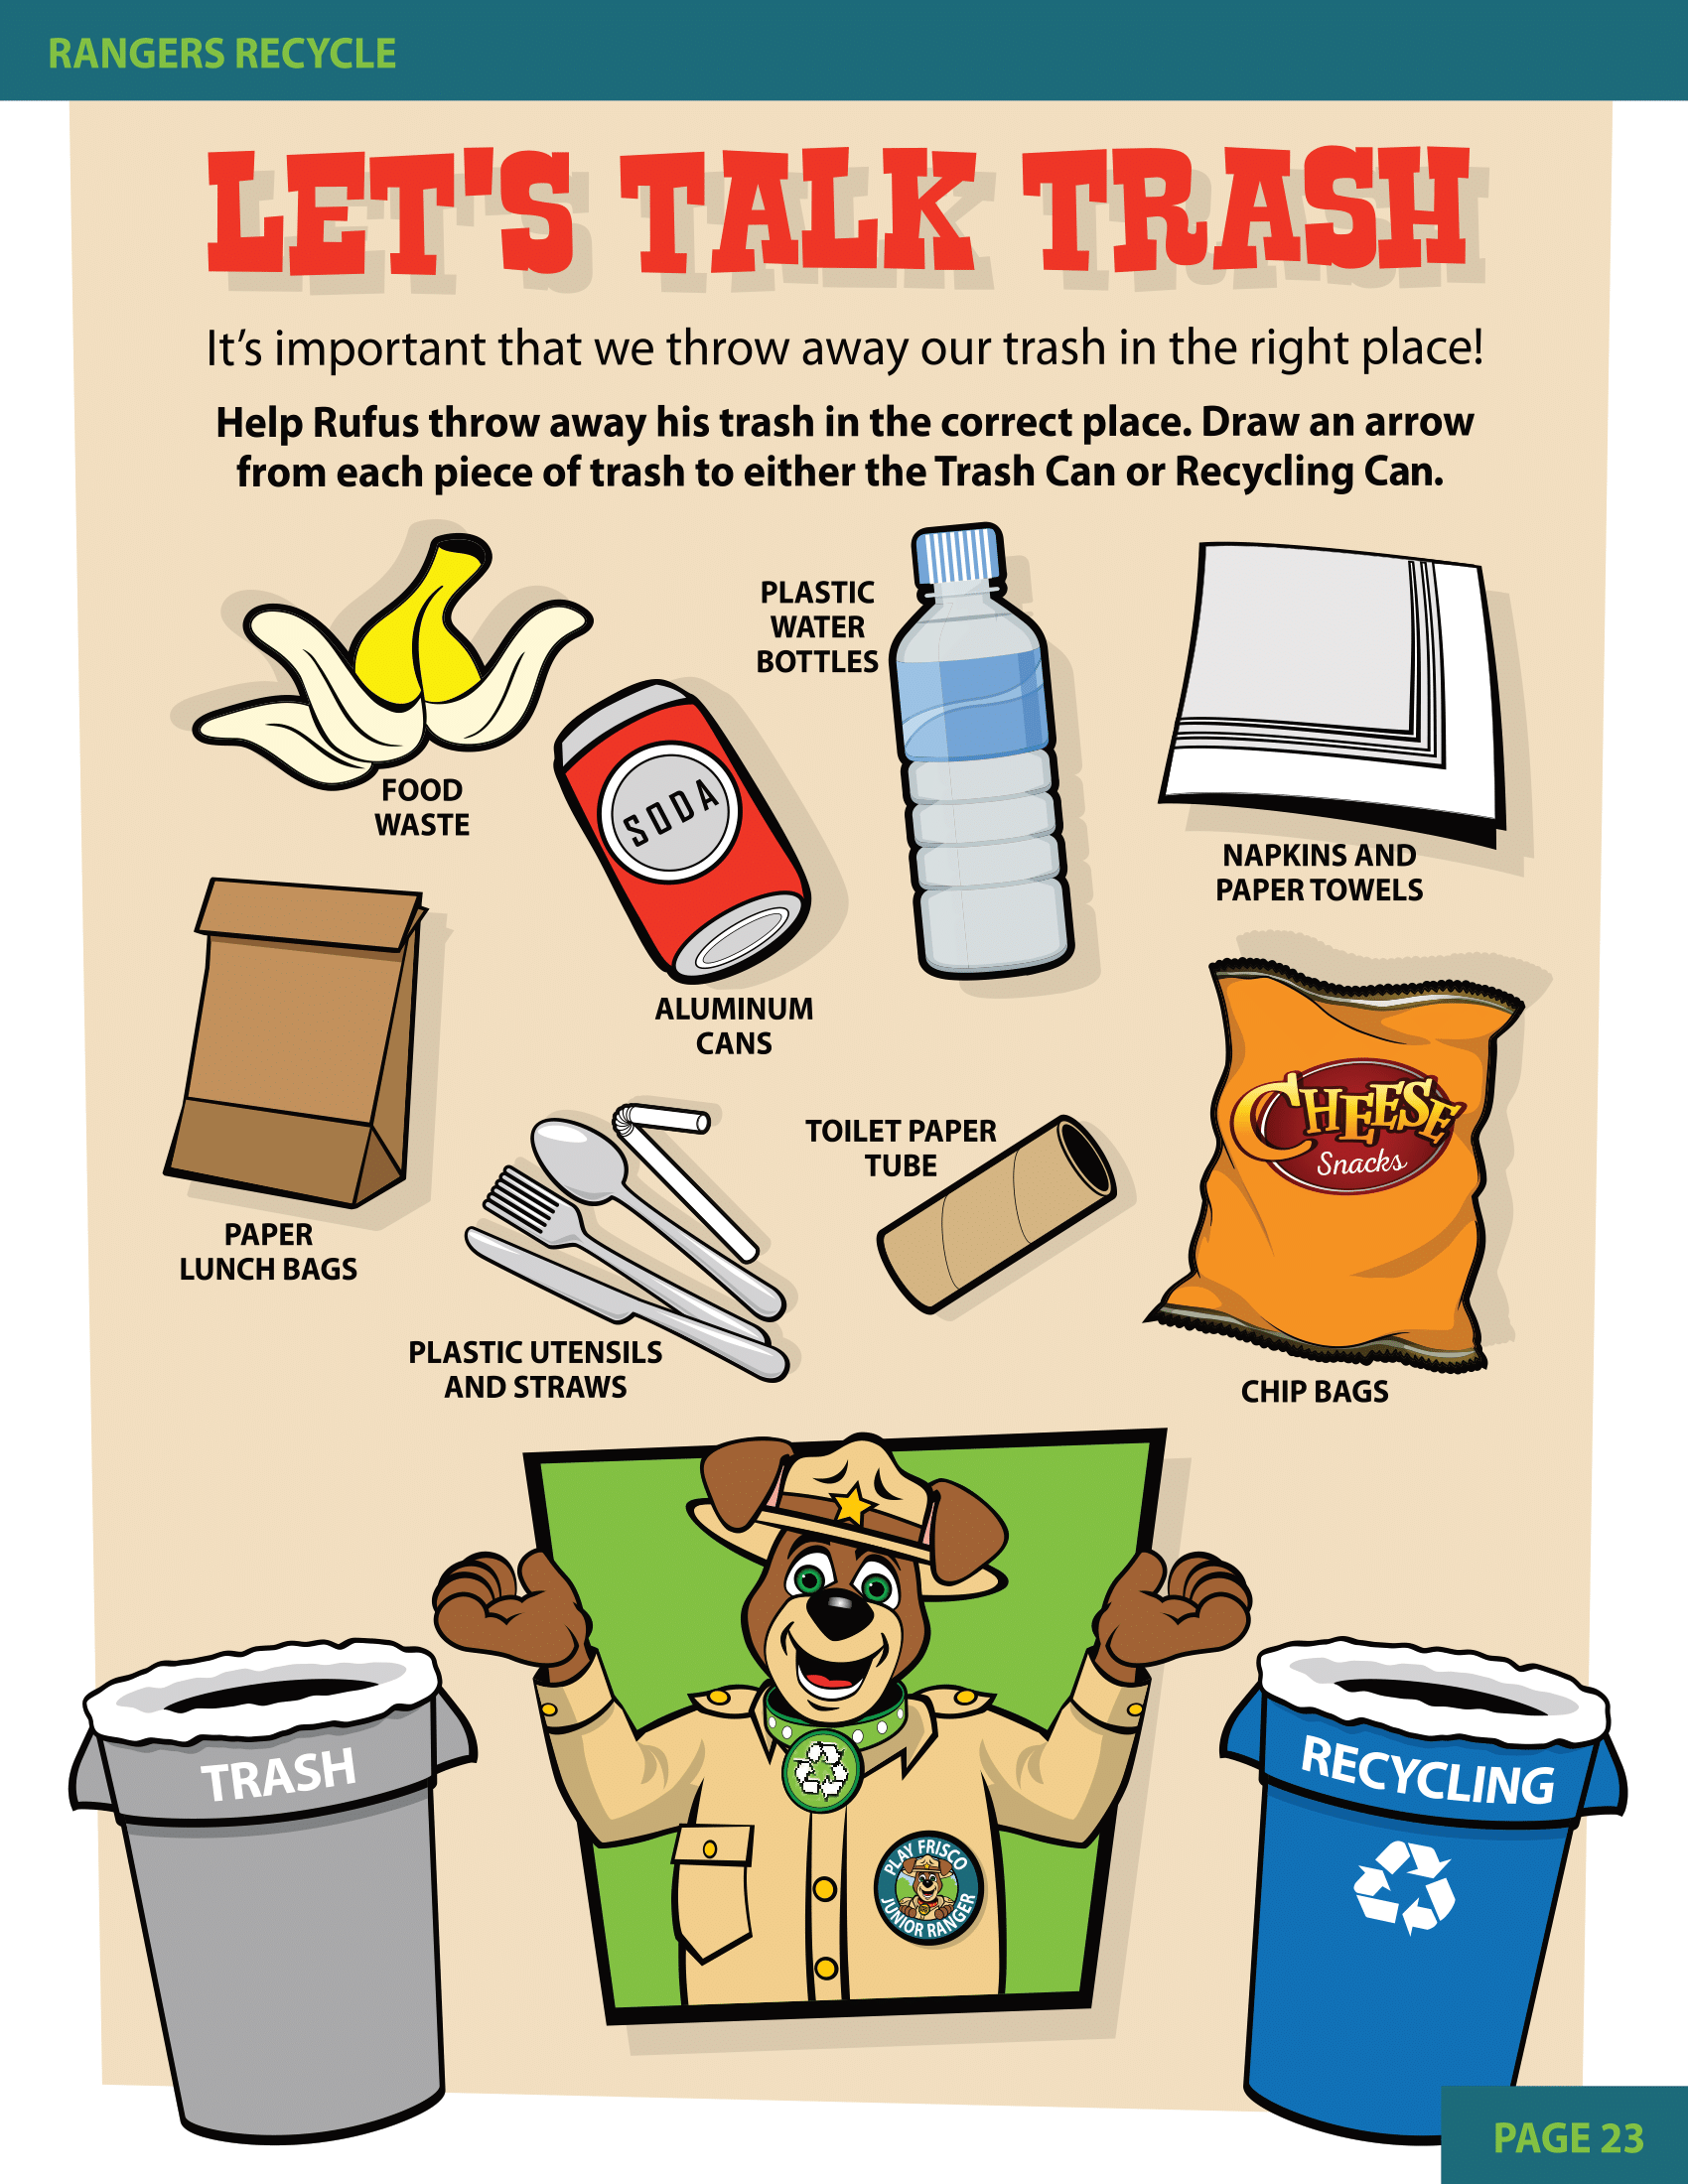 RANGERS RECYCLE
LET'S TALK TRASH
It's important that we throw away our trash in the right place!
Help Rufus throw away his trash in the correct place. Draw an arrow
from each piece of trash to either the Trash Can or Recycling Can.
PLASTIC
WATER
BOTTLES
FOOD
WASTE
SODA
NAPKINS AND
PAPER TOWELS
ALUMINUM
CANS
CHEESE
Snacks
TOILET PAPER
TUBE
PAPER
LUNCH BAGS
PLASTIC UTENSILS
AND STRAWS
CHIP BAGS
TRASH
RECYCLING
PLAY FRISCO
JUNIOR RANGER
PAGE 23